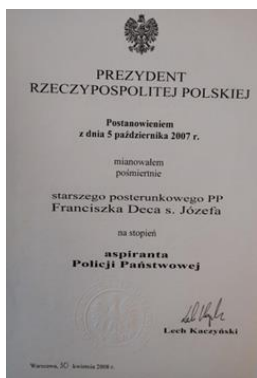 PREZYDENT
RZECZYPOSPOLITEJ POLSKIEJ
Postanowieniem
z dnia 5 października 2007 r.
mianowałem
pośmiertnie
starszego posterunkowego PP
Franciszka Deca s. Józefa
na stopień
aspiranta
Policji Państwowej
Lech Kaczyński
Warszawa, 10 kwietnia 2008 r.